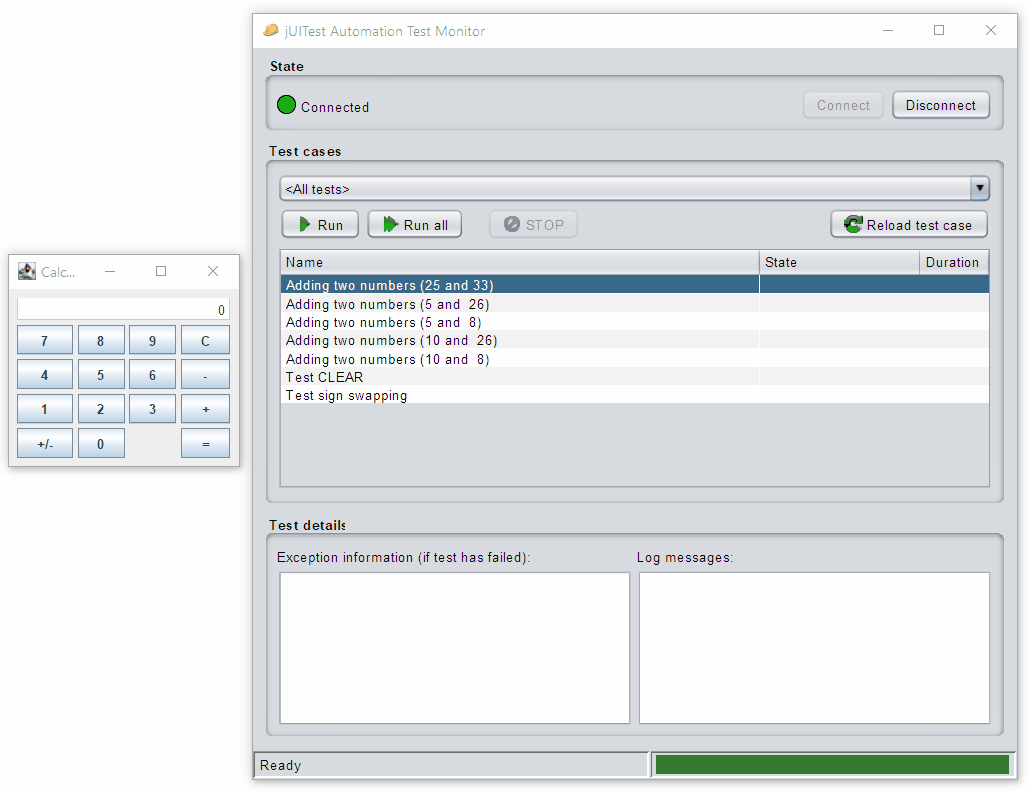 jUITest Automation Test Monitor
State
Connected
Connect
Disconnect
Test cases
<All tests>
Run
Run all
STOP
Reload test case
Name State Duration
Adding two numbers (25 and 33)
Adding two numbers (5 and  26)
Adding two numbers (5 and  8)
Adding two numbers (10 and  26)
Adding two numbers (10 and  8)
Test CLEAR
Test sign swapping
Test details
Exception information (if test has failed):
Log messages:
Ready
Calc...
0
7 8 9 C
4 5 6 -
1 2 3 +
+/- 0 =